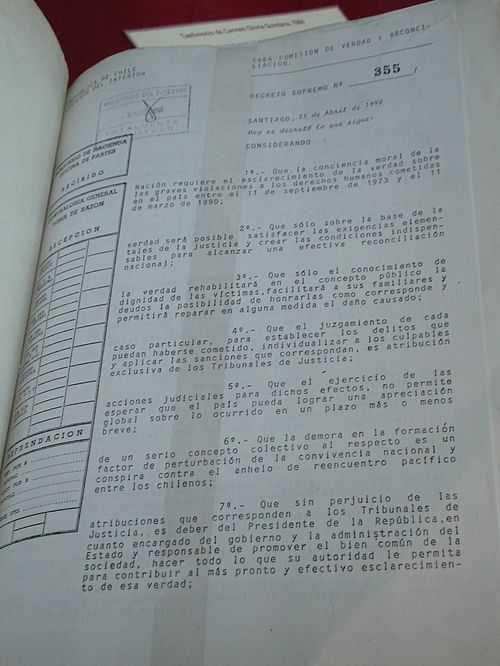 Testimonio de Carmen Gloria Quintana, 1986
REPUBLICA DE CHILE
MINISTERIO DEL INTERIOR
CREA COMISION DE VERDAD Y RECONCI-
LIACION.
DECRETO SUPREMO Nº 355 /
SANTIAGO, 25 de Abril de 1990
Hoy se decretó lo que sigue:
CONSIDERANDO :
MINISTERIO DE HACIENDA
OFICINA DE PARTES
RECIBIDO
CONTRALORIA GENERAL
TOMA DE RAZON
RECEPCION
REFRENDACION
1º.- Que la conciencia moral de la
Nación requiere el esclarecimiento de la verdad sobre
las graves violaciones a los derechos humanos cometidas
en el país entre el 11 de septiembre de 1973 y el 11
de marzo de 1990;
2º.- Que sólo sobre la base de la
verdad será posible satisfacer las exigencias elemen-
tales de la justicia y crear las condiciones indispen-
sables para alcanzar una efectiva reconciliación
nacional;
3º.- Que sólo el conocimiento de
la verdad rehabilitará en el concepto público la
dignidad de las víctimas,facilitará a sus familiares y
deudos la posibilidad de honrarlas como corresponde y
permitirá reparar en alguna medida el daño causado;
4º.- Que el juzgamiento de cada
caso particular, para establecer los delitos que
puedan haberse cometido, individualizar a los culpables
y aplicar las sanciones que correspondan, es atribución
exclusiva de los Tribunales de Justicia;
5º.- Que el ejercicio de las
acciones judiciales para dichos efectos, no permite
esperar que el país pueda lograr una apreciación
global sobre lo ocurrido en un plazo más o menos
breve;
6º.- Que la demora en la formación
de un serio concepto colectivo al respecto es un
factor de perturbación de la convivencia nacional y
conspira contra el anhelo de reencuentro pacífico
entre los chilenos;
7º.- Que sin perjuicio de las
atribuciones que corresponden a los Tribunales de
Justicia, es deber del Presidente de la República,en
cuanto encargado del gobierno y la administración del
Estado y responsable de promover el bien común de la
sociedad, hacer todo lo que su autoridad le permita
para contribuir al más pronto y efectivo esclarecimien-
to de esa verdad;